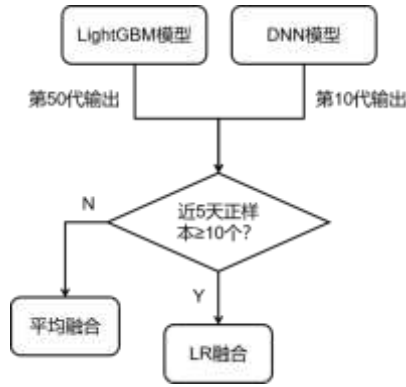 LightGBM模型
DNN模型
第50代输出
第10代输出
N
近5天正样
本≥10个?
Y
平均融合
LR融合